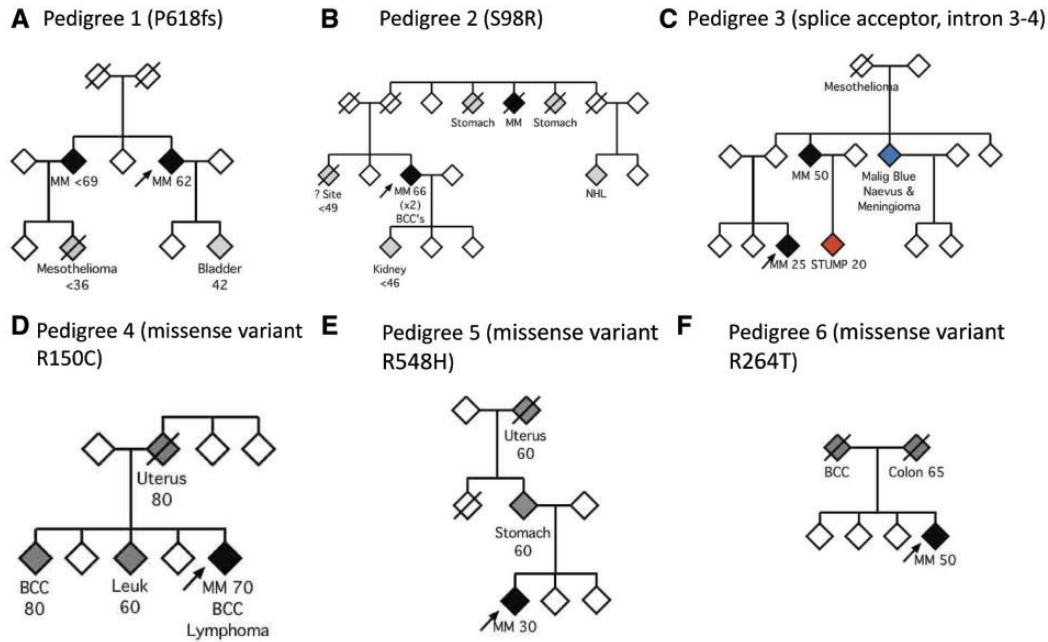 A Pedigree 1 (P618fs)
MM <69
MM 62
Mesothelioma
<36
Bladder
42
B Pedigree 2 (S98R)
Stomach
MM
Stomach
? Site
<49
MM 66
(x2)
BCC's
NHL
Kidney
<46
C Pedigree 3 (splice acceptor, intron 3-4)
Mesothelioma
MM 50
Malig Blue
Naevus &
Meningioma
MM 25
STUMP 20
D Pedigree 4 (missense variant
R150C)
Uterus
80
BCC
80
Leuk
60
MM 70
BCC
Lymphoma
E Pedigree 5 (missense variant
R548H)
Uterus
60
Stomach
60
MM 30
F Pedigree 6 (missense variant
R264T)
BCC
Colon 65
MM 50